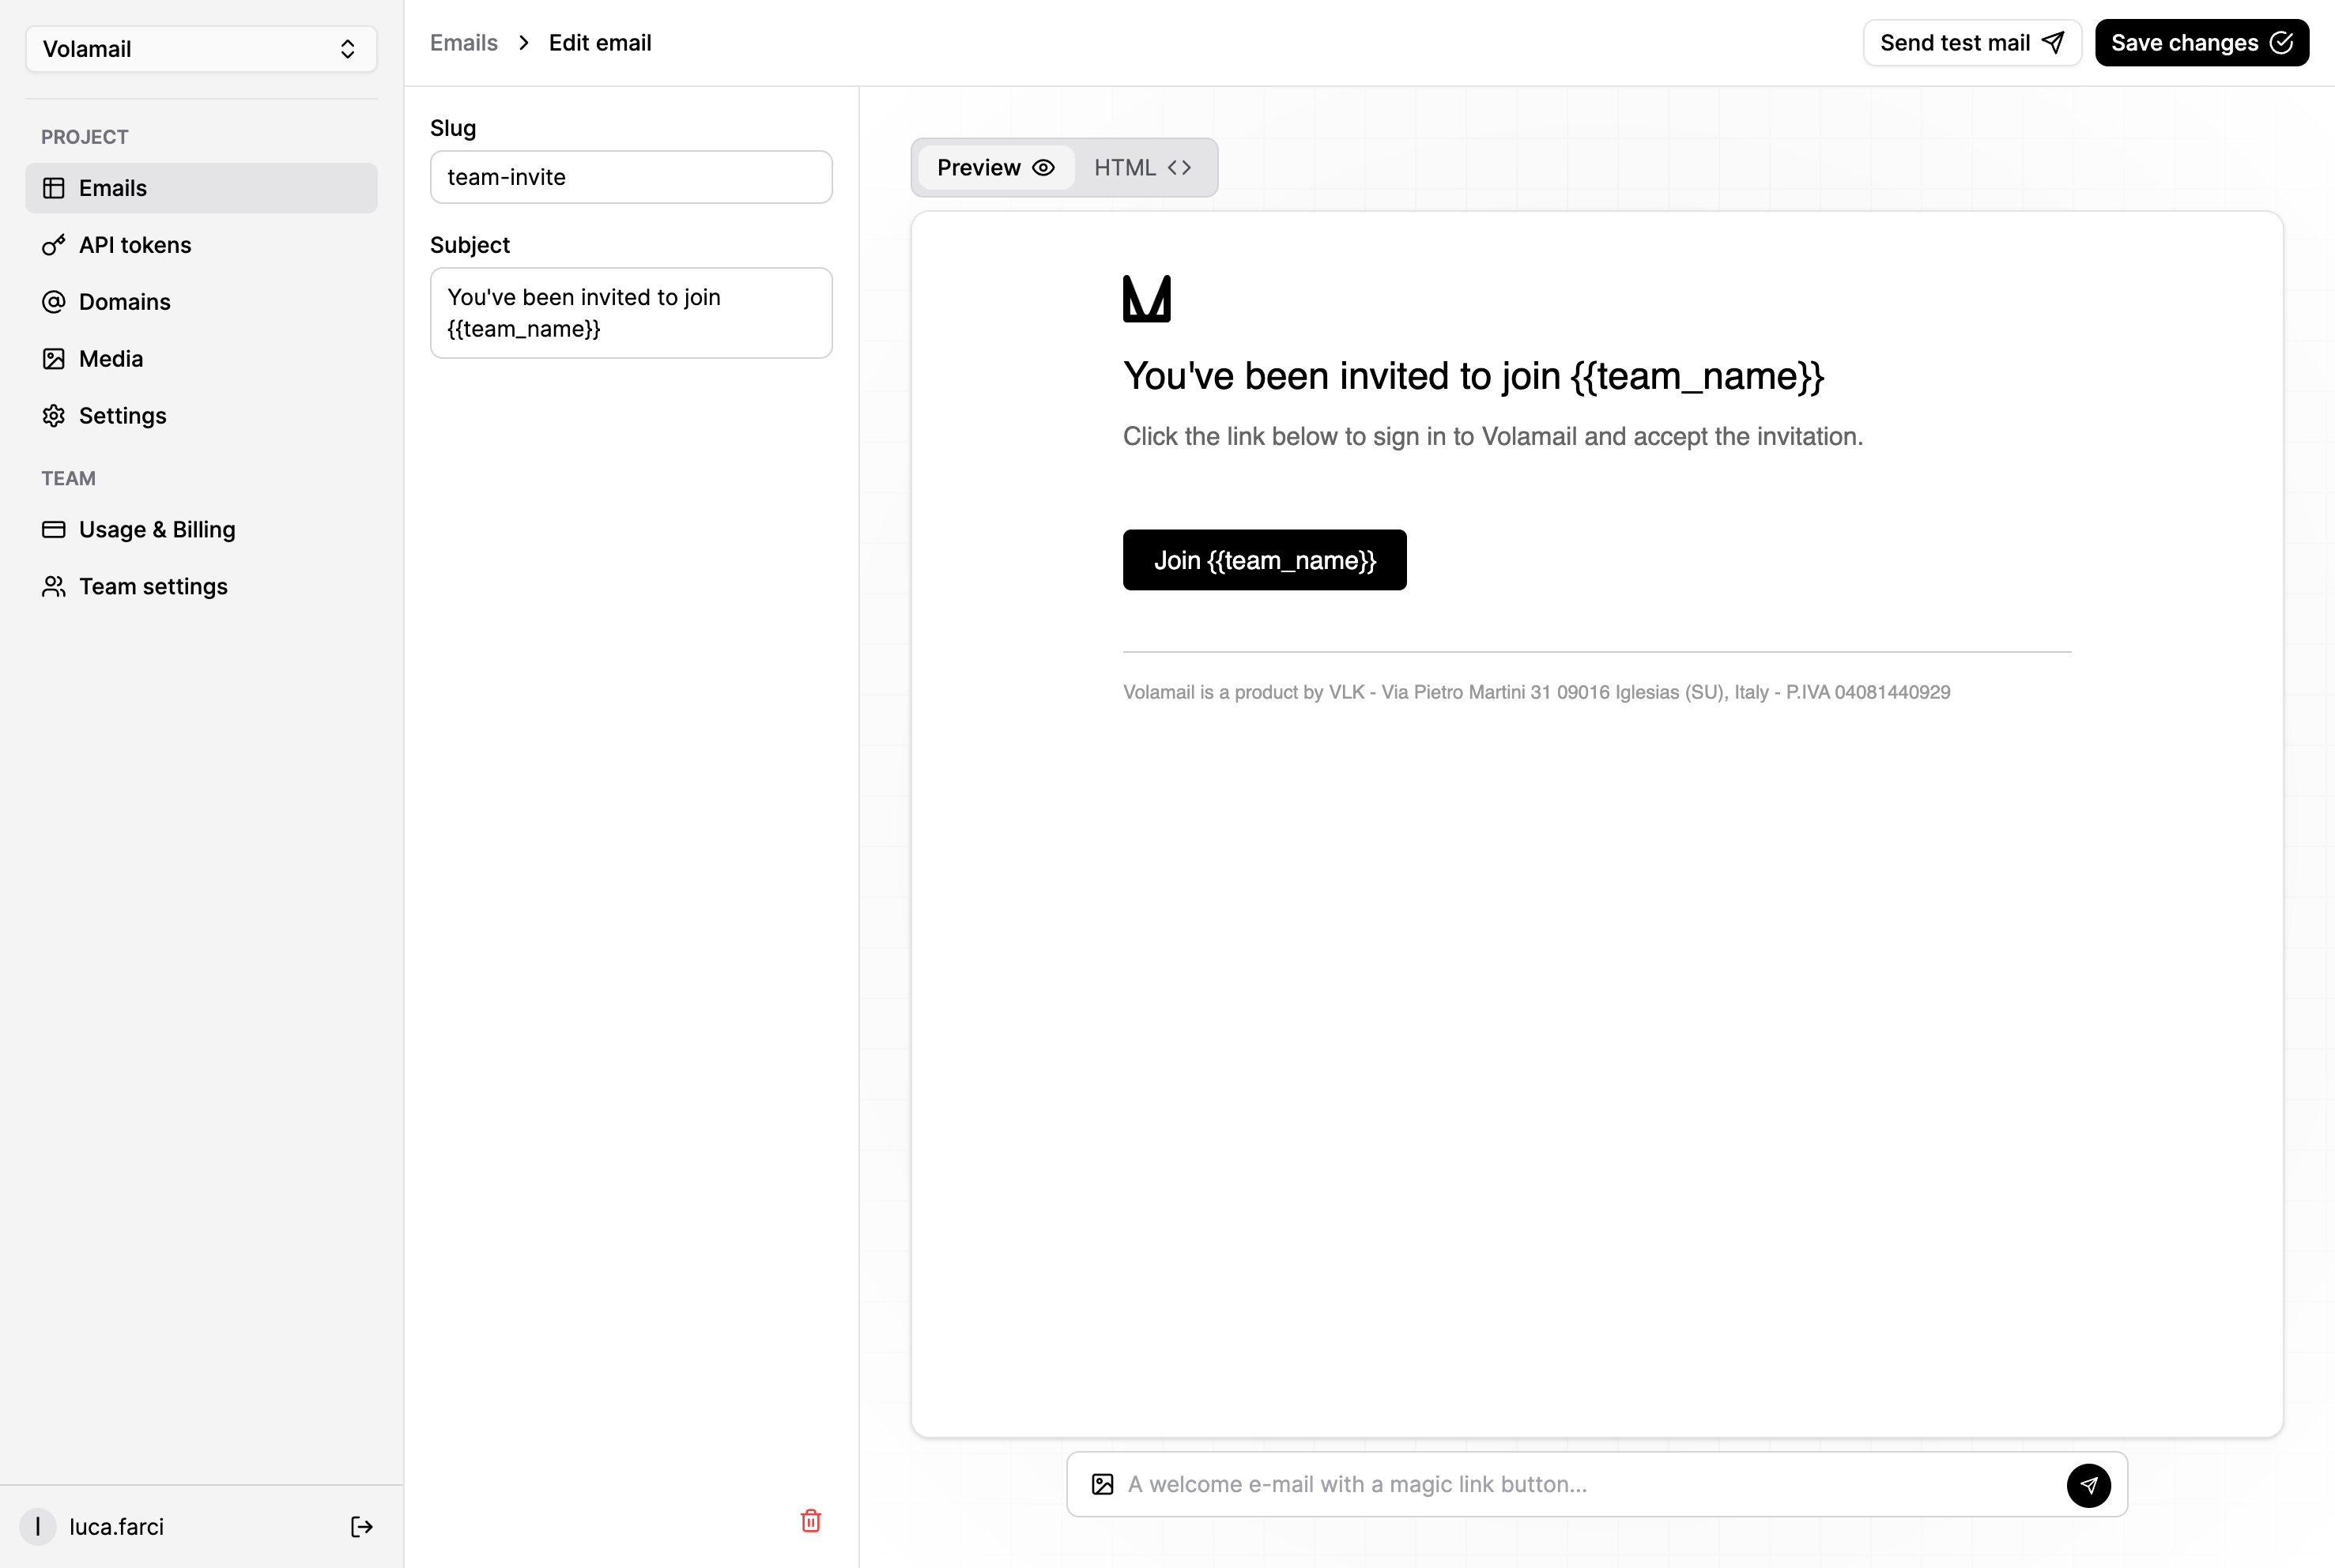 Volamail
PROJECT
Emails
API tokens
Domains
Media
Settings
TEAM
Usage & Billing
Team settings
luca.farci
Emails > Edit email
Send test mail
Save changes
Slug
team-invite
Subject
You've been invited to join
{{team_name}}
Preview
HTML
You've been invited to join {{team_name}}
Click the link below to sign in to Volamail and accept the invitation.
Join {{team_name}}
Volamail is a product by VLK - Via Pietro Martini 31 09016 Iglesias (SU), Italy - P.IVA 04081440929
A welcome e-mail with a magic link button...